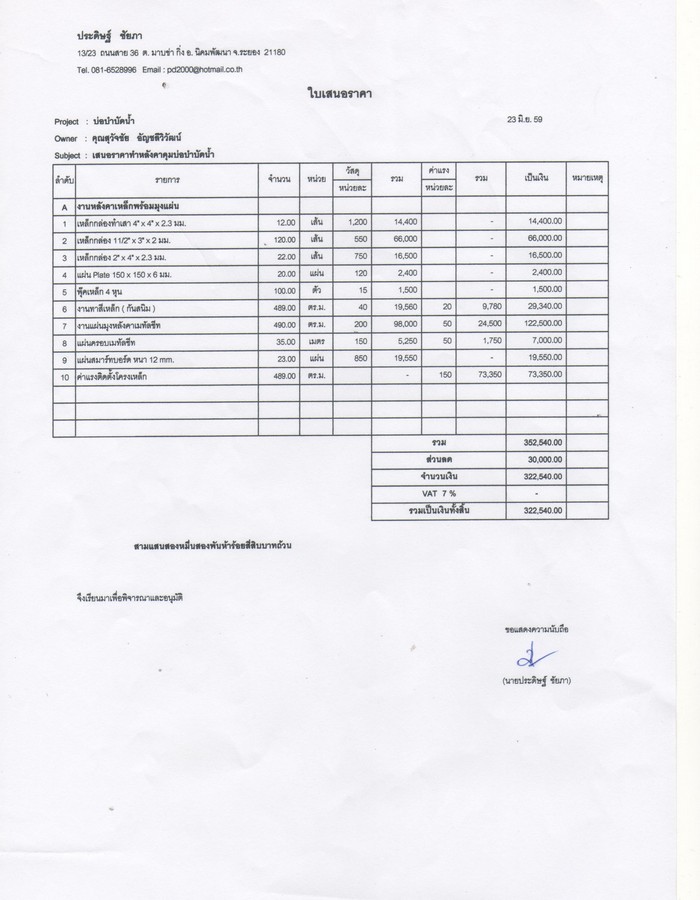 ประดิษฐ์ ชัยภา
13/23 ถนนสาย 36 ต. มาบข่า กิ่ง อ. นิคมพัฒนา จ.ระยอง 21180
Tel. 081-6528996 Email : pd2000@hotmail.co.th
ใบเสนอราคา
Project : บ่อบำบัดน้ำ 23 มิ.ย. 59
Owner : คุณสุวัจชัย อัญชลีวิวัฒน์
Subject : เสนอราคาทำหลังคาคุมบ่อบำบัดน้ำ
ลำดับ รายการ จำนวน หน่วย วัสดุ หน่วยละ รวม ค่าแรง หน่วยละ รวม เป็นเงิน หมายเหตุ
A งานหลังคาเหล็กพร้อมมุงแผ่น
1 เหล็กกล่องทำเสา 4" x 4" x 2.3 มม. 12.00 เส้น 1,200 14,400 - 14,400.00
2 เหล็กกล่อง 11/2" x 3" x 2 มม. 120.00 เส้น 550 66,000 - 66,000.00
3 เหล็กกล่อง 2" x 4" x 2.3 มม. 22.00 เส้น 750 16,500 - 16,500.00
4 แผ่น Plate 150 x 150 x 6 มม. 20.00 แผ่น 120 2,400 - 2,400.00
5 พุ๊คเหล็ก 4 หุน 100.00 ตัว 15 1,500 - 1,500.00
6 งานทาสีเหล็ก ( กันสนิม ) 489.00 ตร.ม. 40 19,560 20 9,780 29,340.00
7 งานแผ่นมุงหลังคาเมทัลชีท 490.00 ตร.ม. 200 98,000 50 24,500 122,500.00
8 แผ่นครอบเมทัลชีท 35.00 เมตร 150 5,250 50 1,750 7,000.00
9 แผ่นสมาร์ทบอร์ด หนา 12 mm. 23.00 แผ่น 850 19,550 - 19,550.00
10 ค่าแรงติดตั้งโครงเหล็ก 489.00 ตร.ม. - 150 73,350 73,350.00
รวม 352,540.00
ส่วนลด 30,000.00
จำนวนเงิน 322,540.00
VAT 7 % -
รวมเป็นเงินทั้งสิ้น 322,540.00
สามแสนสองหมื่นสองพันห้าร้อยสี่สิบบาทถ้วน
จึงเรียนมาเพื่อพิจารณาและอนุมัติ
ขอแสดงความนับถือ
(นายประดิษฐ์ ชัยภา)